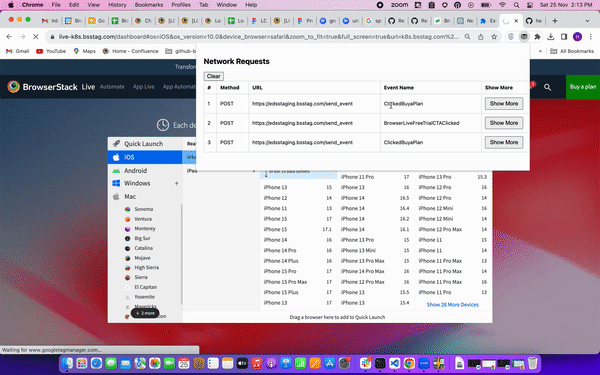 Chrome File Edit View History Bookmarks Profiles Tab Window Help
zoom
Sat 25 Nov 2:13 PM
live-k8s.bsstag.com/dashboard#os=iOS&os_version=10.0&device_browser=safari&zoom_to_fit=true&full_screen=true&url=k8s.bsstag.com%2...
Gmail YouTube Maps Home - Confluence github-b
All Bookmarks
Transform
BrowserStack Live Automate App Live App Automate
Buy a plan
Network Requests
Clear
# Method URL Event Name Show More
1 POST https://edsstaging.bsstag.com/send_event ClickedBuyaPlan Show More
2 POST https://edsstaging.bsstag.com/send_event BrowserLiveFreeTrialCTAClicked Show More
3 POST https://edsstaging.bsstag.com/send_event ClickedBuyaPlan Show More
Each de
Quick Launch
iOS
Android
Windows +
Mac
Sonoma
Ventura
Monterey
Big Sur
Catalina
Mojave
High Sierra
Sierra
El Capitan
Yosemite
Mavericks
+ 3 more
iPhone 13 15 iPhone 13 Pro 15 iPhone 12 Pro 16
iPhone 12 16 iPhone 12 Pro 14 iPhone 12 Mini 16
iPhone 11 13 iPhone 14 16.4 iPhone 12 Pro 14
iPhone 15 17 iPhone 14 16.2 iPhone 12 Mini 14
iPhone 15 17.1 iPhone 14 16.1 iPhone 12 Pro Max 14
iPhone 14 17 iPhone 13 Pro 15 iPhone 11 15
iPhone 14 Pro 16 iPhone 13 Mini 15 iPhone 11 14
iPhone 14 Plus 16 iPhone 13 Pro Max 15 iPhone 12 Pro Max 16
iPhone 15 Pro 17 iPhone 14 Pro Max 16 iPhone 11 Pro 13
iPhone 15 Pro Max 17 iPhone 13 16 iPhone 11 Pro Max 16
iPhone 15 Plus 17 iPhone 13 15.5 iPhone 11 Pro Max 14
iPhone 13 17 iPhone 13 15.4
Show 28 More Devices
Drag a browser here to add to Quick Launch
Waiting for www.googletagmanager.com...